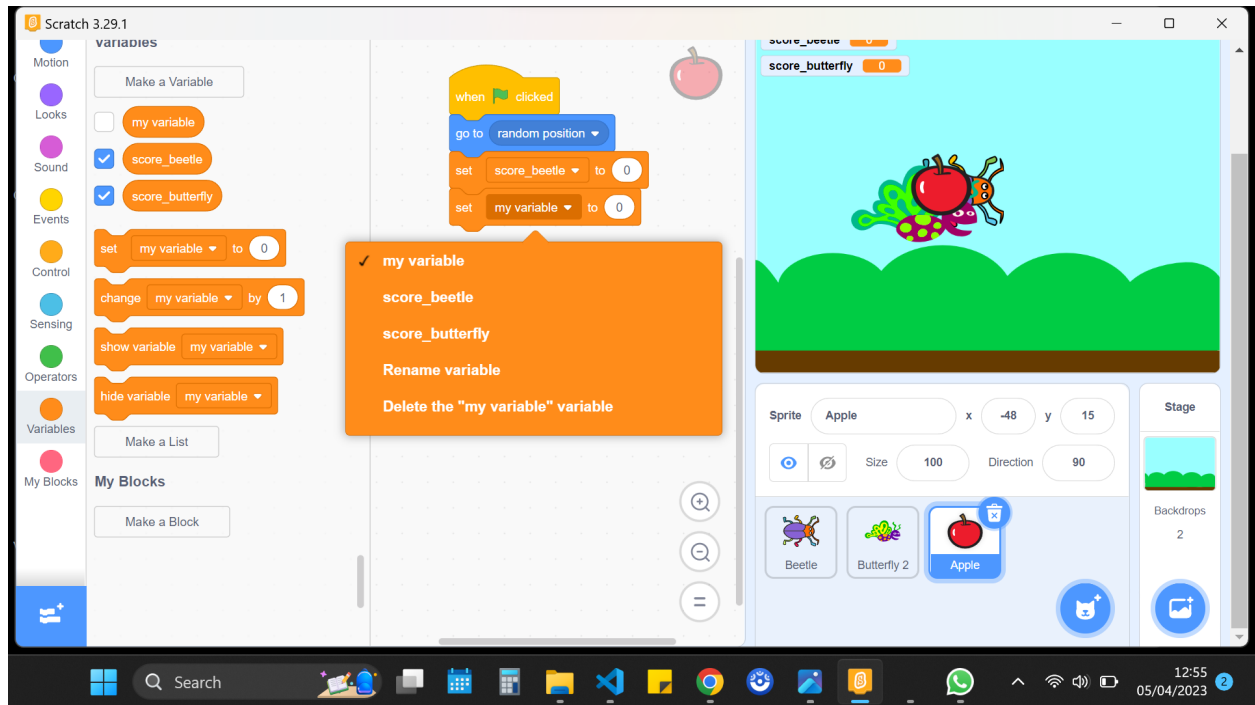 Scratch 3.29.1
Motion
Looks
Sound
Events
Control
Sensing
Operators
Variables
My Blocks
Variables
Make a Variable
my variable
score_beetle
score_butterfly
set my variable to 0
change my variable by 1
show variable my variable
hide variable my variable
Make a List
My Blocks
Make a Block
when clicked
go to random position
set score_beetle to 0
set my variable to 0
my variable
score_beetle
score_butterfly
Rename variable
Delete the "my variable" variable
score_beetle 0
score_butterfly 0
Sprite Apple x -48 y 15
Size 100 Direction 90
Beetle
Butterfly 2
Apple
Stage
Backdrops
2
Search
12:55
05/04/2023
2